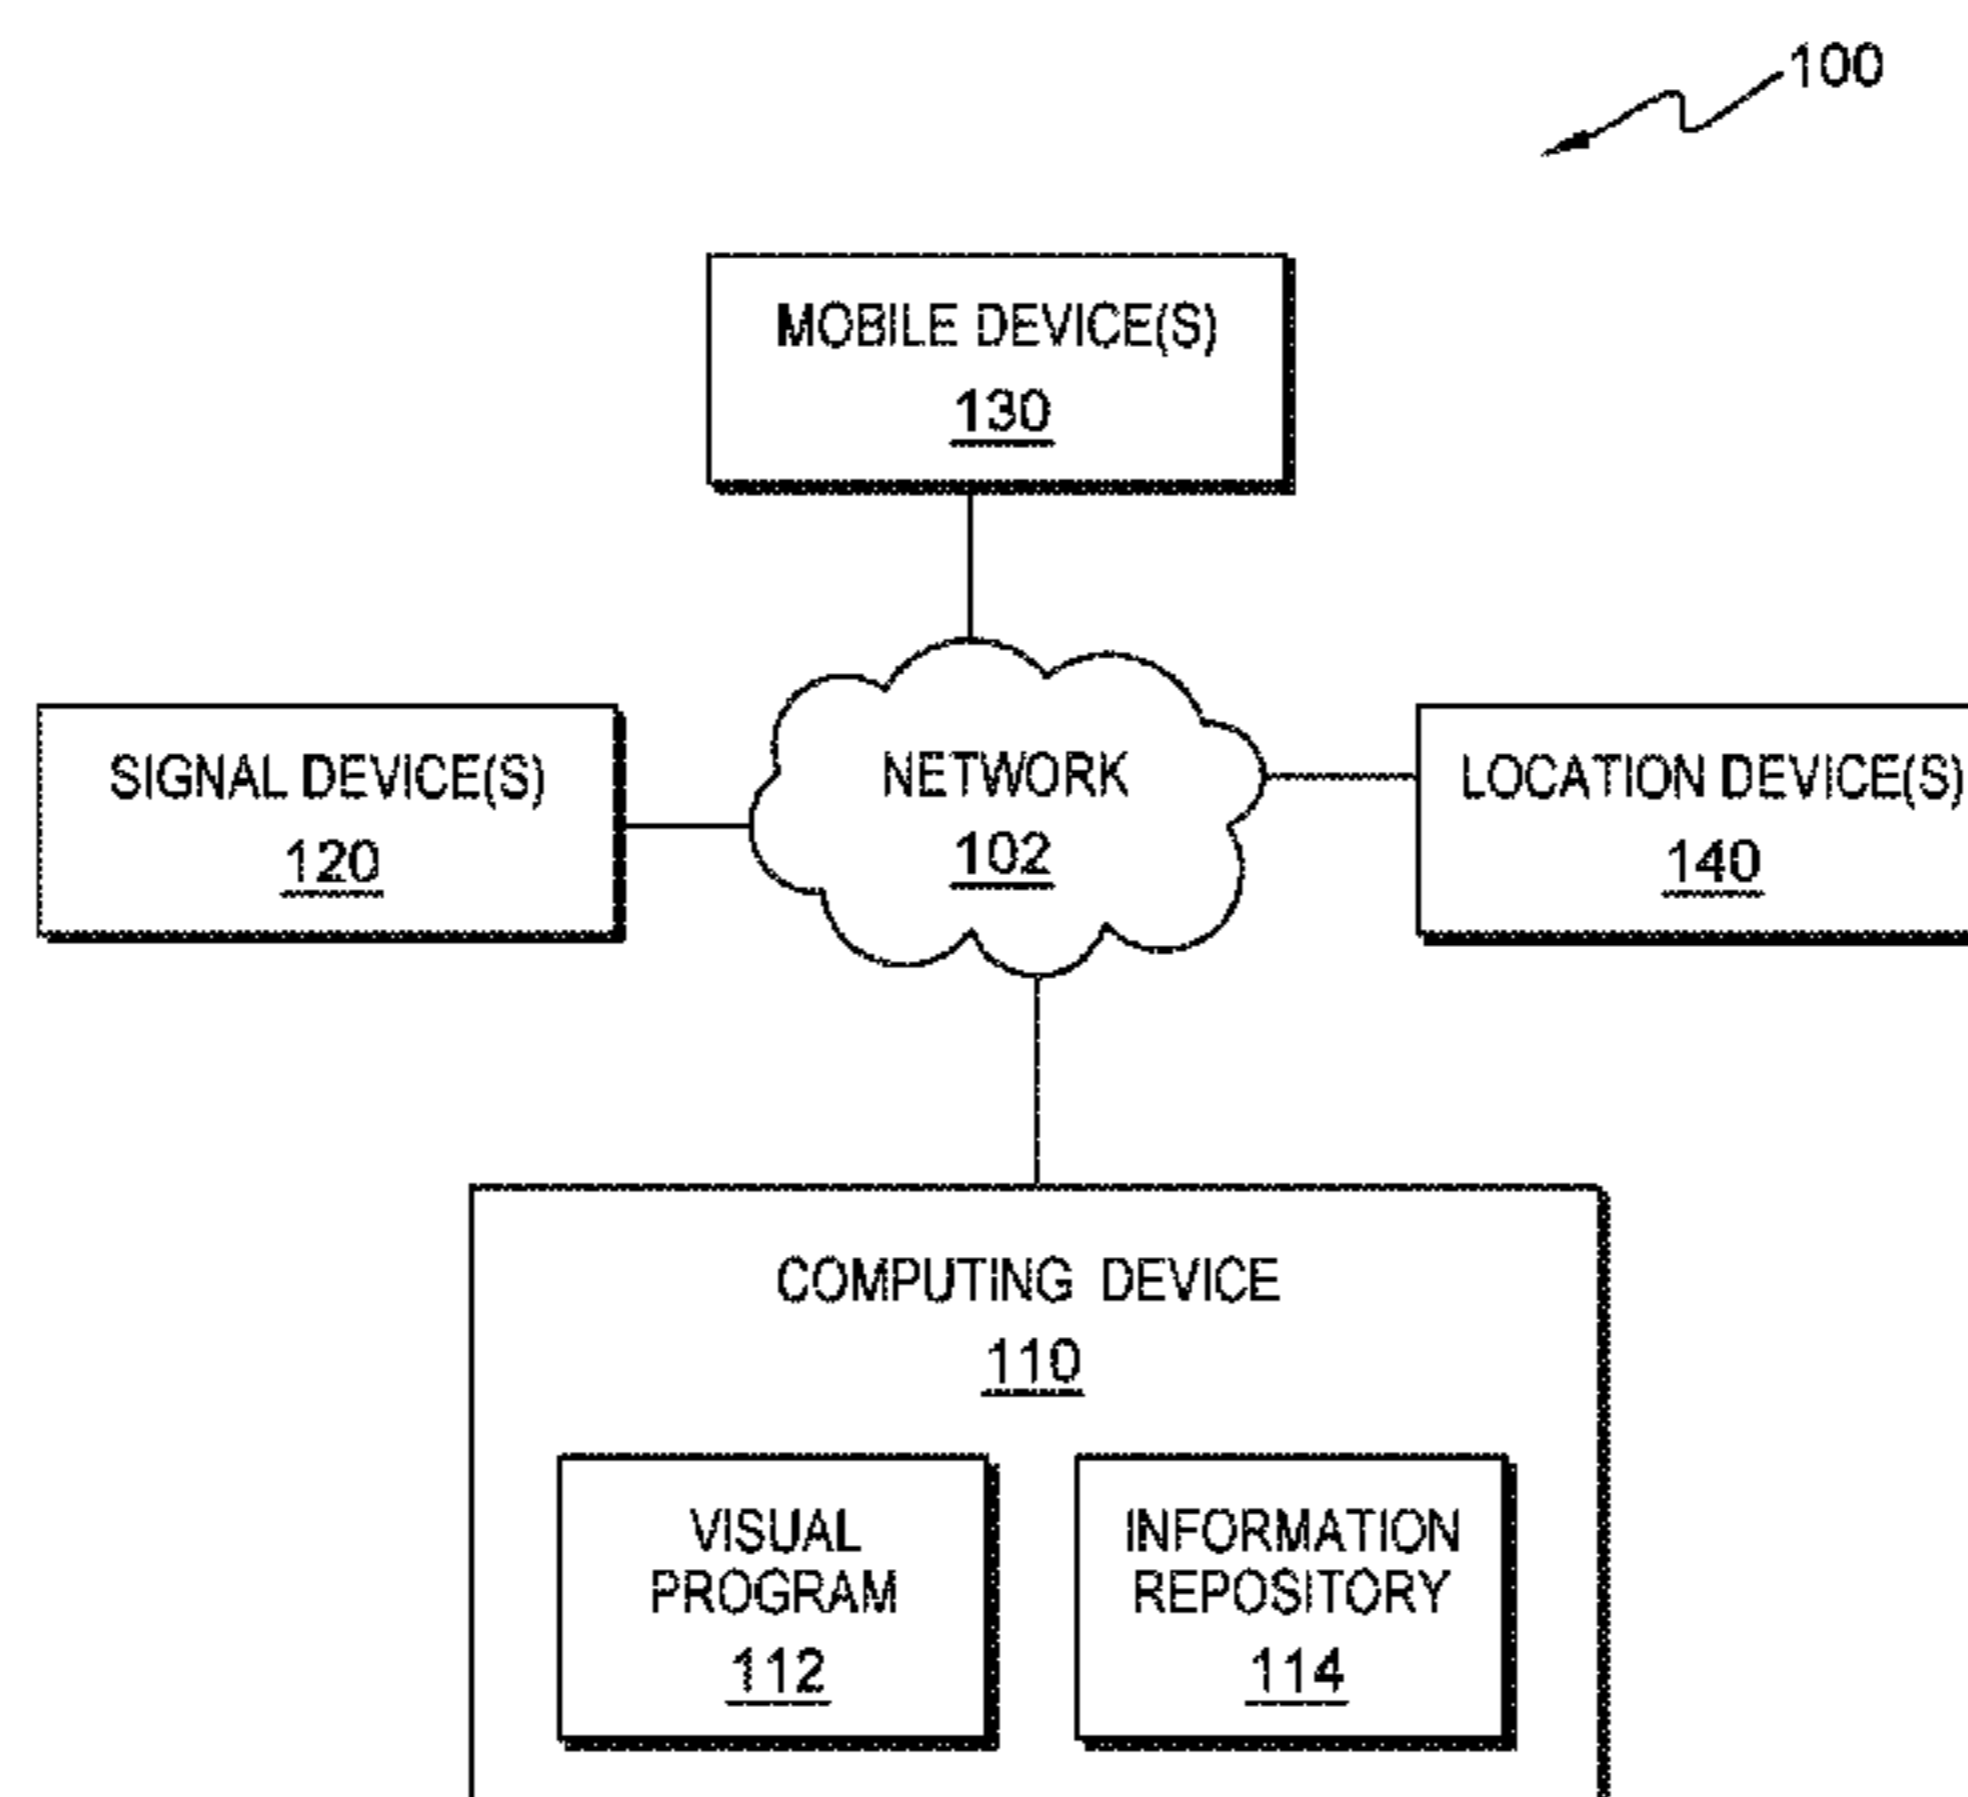 100
MOBILE DEVICE(S)
130
SIGNAL DEVICE(S)
120
NETWORK
102
LOCATION DEVICE(S)
140
COMPUTING DEVICE
110
VISUAL
PROGRAM
112
INFORMATION
REPOSITORY
114